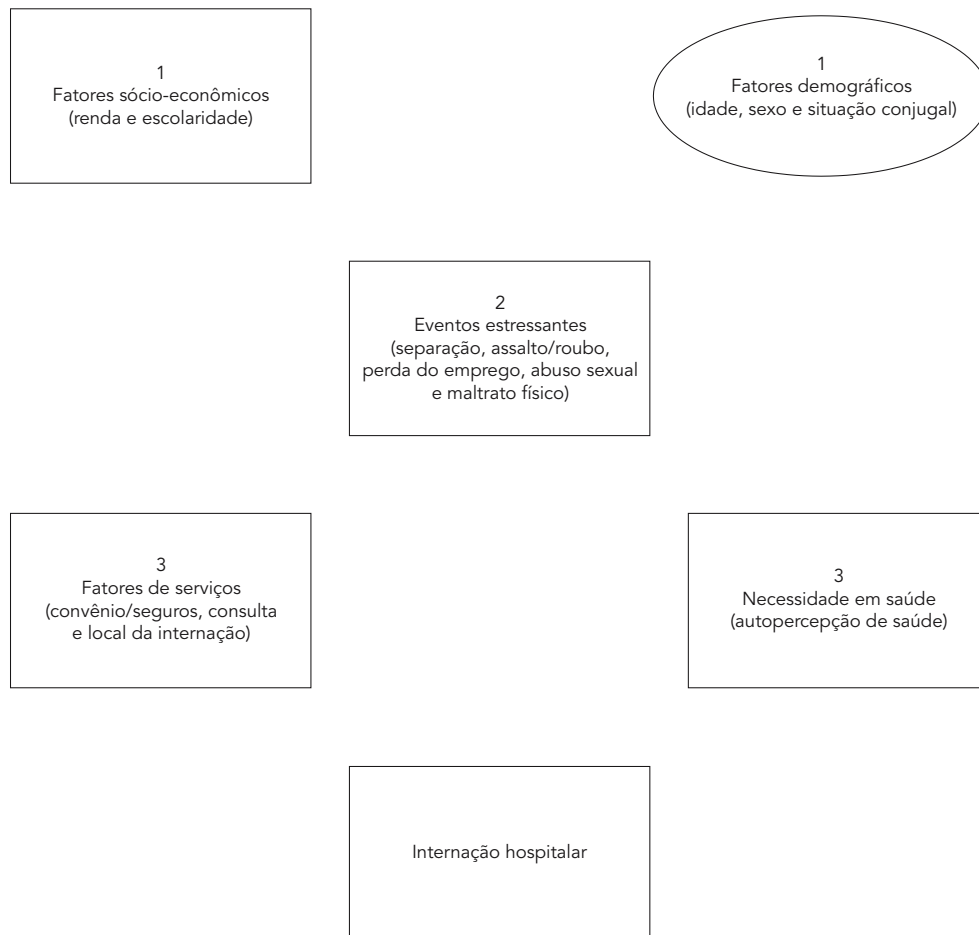 1
Fatores sócio-econômicos
(renda e escolaridade)
1
Fatores demográficos
(idade, sexo e situação conjugal)
2
Eventos estressantes
(separação, assalto/roubo,
perda do emprego, abuso sexual
e maltrato físico)
3
Fatores de serviços
(convênio/seguros, consulta
e local da internação)
3
Necessidade em saúde
(autopercepção de saúde)
Internação hospitalar